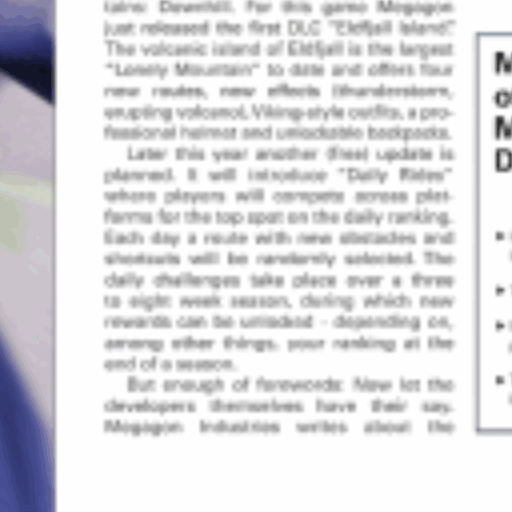 tains: Downhill. For this game Megagon
just released the first DLC "Eldfjall Island".
The volcanic island of Eldfjall is the largest
"Lonely Mountain" to date and offers four
new routes, new effects (thunderstorm,
erupting volcano), Viking-style outfits, a pro-
fessional helmet and unlockable backpacks.
Later this year another (free) update is
planned. It will introduce "Daily Rides"
where players will compete across plat-
forms for the top spot on the daily ranking.
Each day a route with new obstacles and
shortcuts will be randomly selected. The
daily challenges take place over a three
to eight week season, during which new
rewards can be unlocked - depending on,
among other things, your ranking at the
end of a season.
But enough of forewords: Now let the
developers themselves have their say.
Megagon Industries writes about the
M
of
M
D